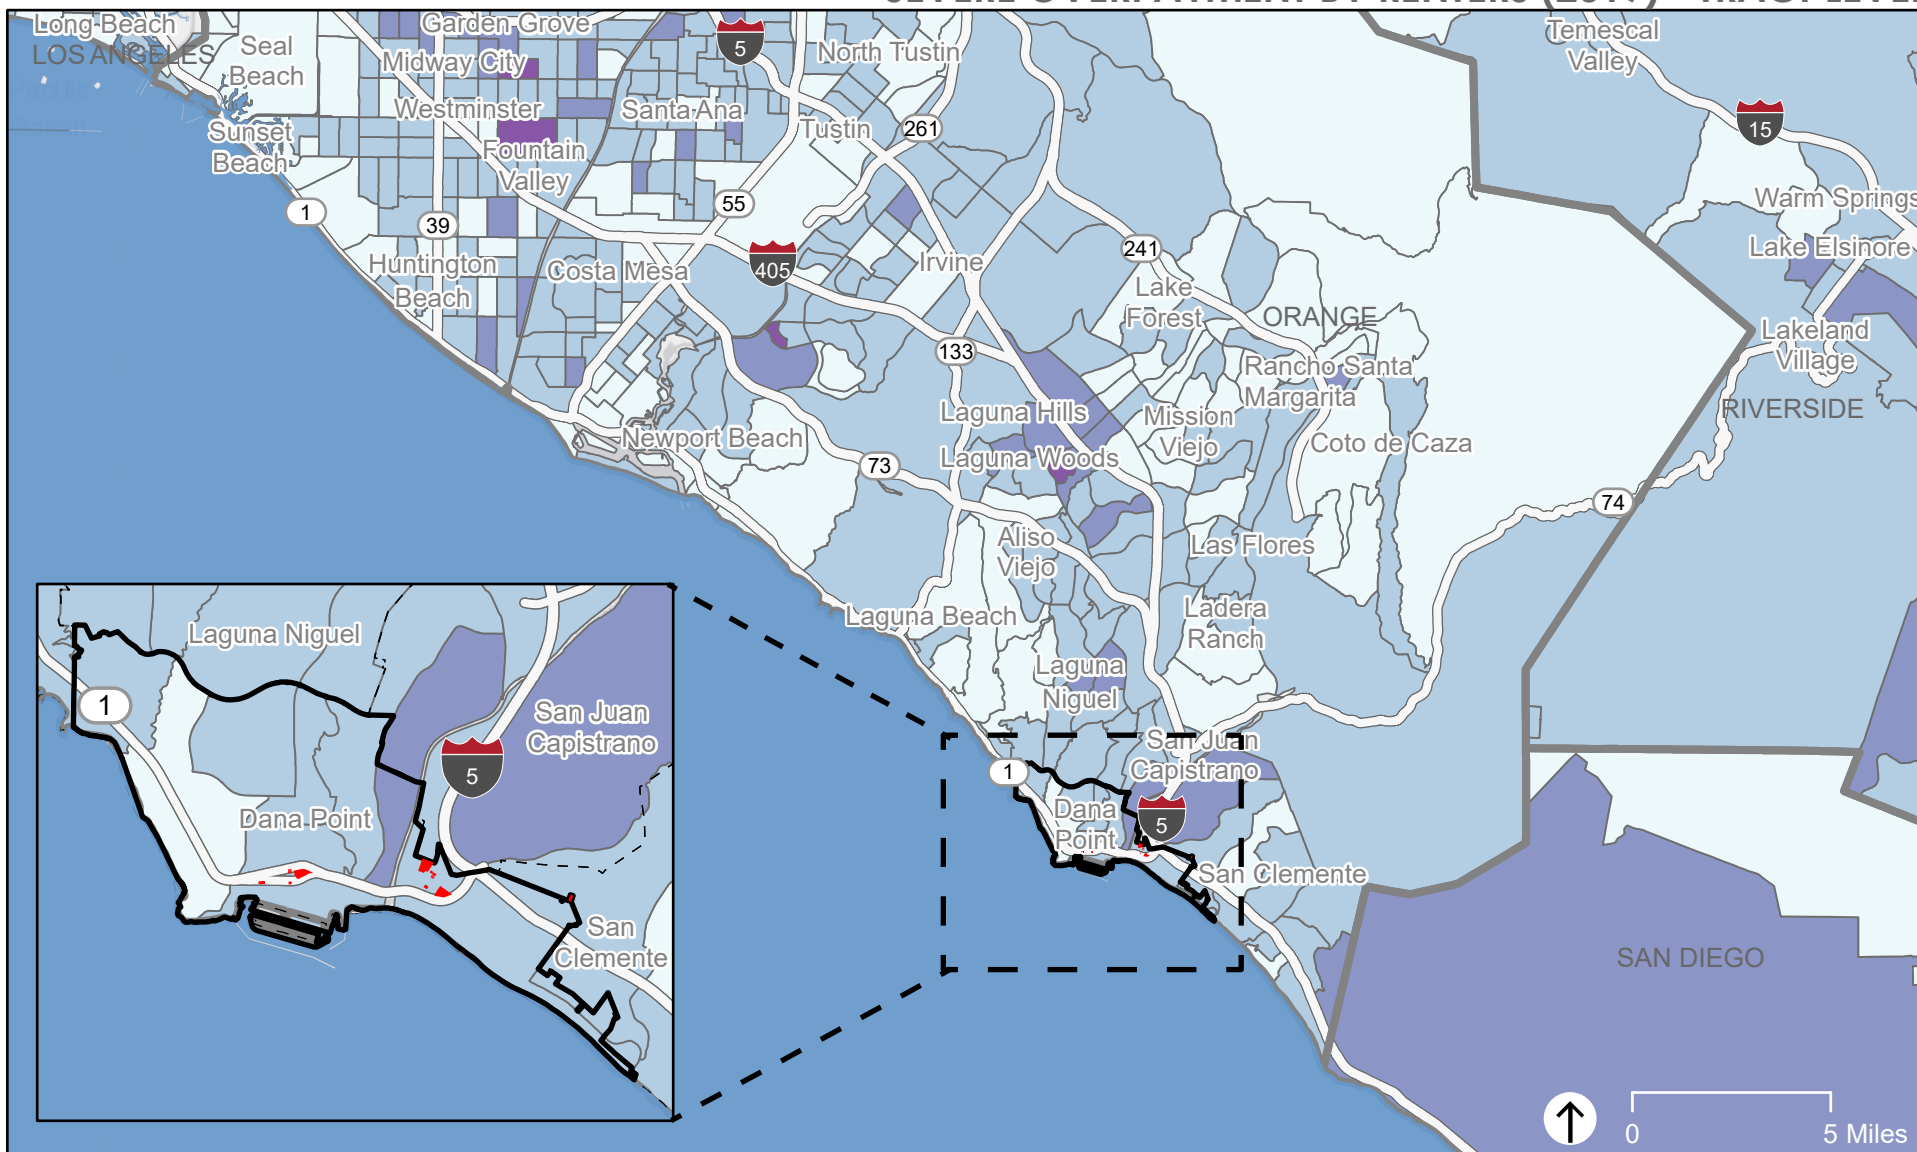 Long Beach
LOS ANGELES
Seal
Beach
Garden Grove
Midway City
North Tustin
Temescal
Valley
5
15
Pacific
Ocean
Westminster
Santa Ana
Tustin
261
Sunset
Beach
Fountain
Valley
1
39
55
Warm Springs
241
Lake Elsinore
Huntington
Beach
Costa Mesa
405
Irvine
Lake
Forest
ORANGE
Lakeland
Village
133
Rancho Santa
Margarita
RIVERSIDE
Laguna Hills
Mission
Viejo
Newport Beach
Coto de Caza
Laguna Woods
73
74
Aliso
Viejo
Las Flores
Laguna Beach
Ladera
Ranch
Laguna
Niguel
San Juan
Capistrano
1
Dana
Point
5
San Clemente
SAN DIEGO
Laguna Niguel
1
San Juan
Capistrano
5
Dana Point
San
Clemente
0
5 Miles